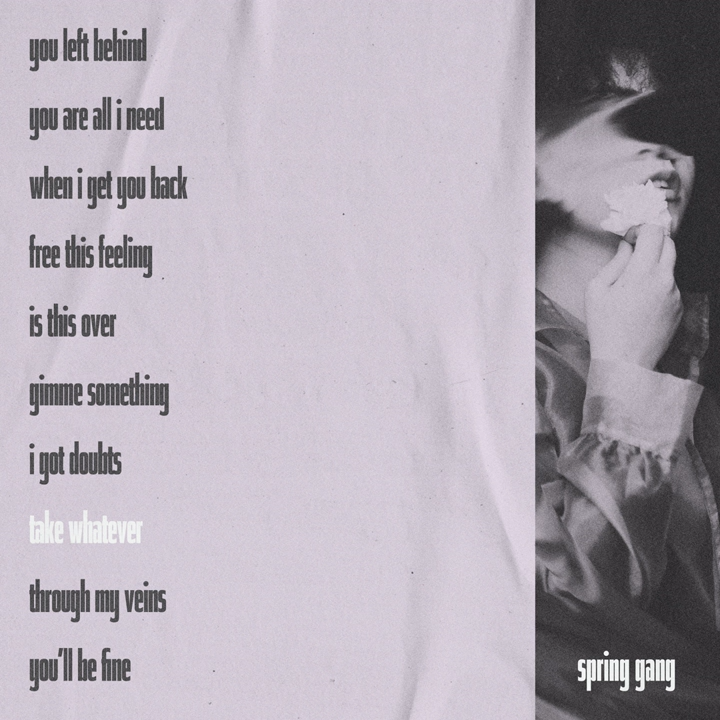 you left behind
you are all i need
when i get you back
free this feeling
is this over
gimme something
i got doubts
take whatever
through my veins
you'll be fine
spring gang